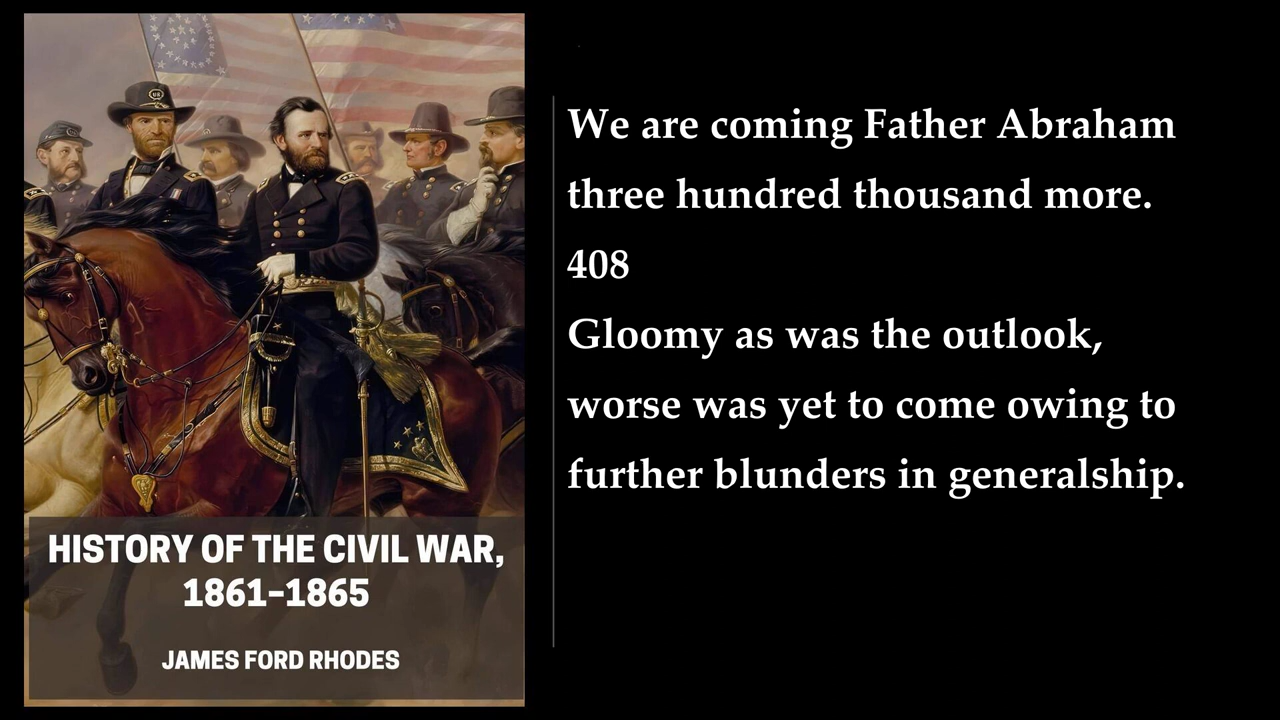 We are coming Father Abraham
three hundred thousand more.
408
Gloomy as was the outlook,
worse was yet to come owing to
further blunders in generalship.
HISTORY OF THE CIVIL WAR,
1861–1865
JAMES FORD RHODES